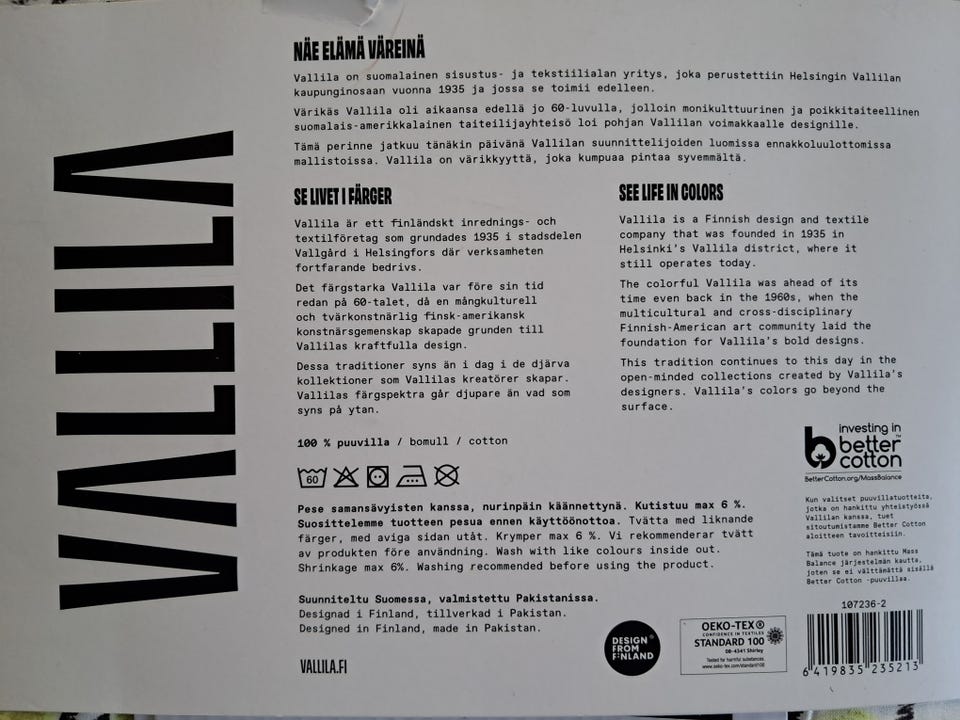 VALLILA
NÄE ELÄMÄ VÄREINÄ
Vallila on suomalainen sisustus- ja tekstiilialan yritys, joka perustettiin Helsingin Vallilan
kaupunginosaan vuonna 1935 ja jossa se toimii edelleen.
Värikäs Vallila oli aikaansa edellä jo 60-luvulla, jolloin monikulttuurinen ja poikkitaiteellinen
suomalais-amerikkalainen taiteilijayhteisö loi pohjan Vallilan voimakkaalle designille.
Tämä perinne jatkuu tänäkin päivänä Vallilan suunnittelijoiden luomissa ennakkoluulottomissa
mallistoissa. Vallila on värikkyyttä, joka kumpuaa pintaa syvemmältä.
SE LIVET I FÄRGER
Vallila är ett finländskt inrednings- och
textilföretag som grundades 1935 i stadsdelen
Vallgård i Helsingfors där verksamheten
fortfarande bedrivs.
Det färgstarka Vallila var före sin tid
redan på 60-talet, då en mångkulturell
och tvärkonstnärlig finsk-amerikansk
konstnärsgemenskap skapade grunden till
Vallilas kraftfulla design.
Dessa traditioner syns än i dag i de djärva
kollektioner som Vallilas kreatörer skapar.
Vallilas färgspektra går djupare än vad som
syns på ytan.
SEE LIFE IN COLORS
Vallila is a Finnish design and textile
company that was founded in 1935 in
Helsinki's Vallila district, where it
still operates today.
The colorful Vallila was ahead of its
time even back in the 1960s, when the
multicultural and cross-disciplinary
Finnish-American art community laid the
foundation for Vallila's bold designs.
This tradition continues to this day in the
open-minded collections created by Vallila's
designers. Vallila's colors go beyond the
surface.
100 % puuvilla / bomull / cotton
60
Pese samansävyisten kanssa, nurinpäin käännettynä. Kutistuu max 6 %.
Suosittelemme tuotteen pesua ennen käyttöönottoa. Tvätta med liknande
färger, med aviga sidan utåt. Krymper max 6 %. Vi rekommenderar tvätt
av produkten före användning. Wash with like colours inside out.
Shrinkage max 6%. Washing recommended before using the product.
Suunniteltu Suomessa, valmistettu Pakistanissa.
Designad i Finland, tillverkad i Pakistan.
Designed in Finland, made in Pakistan.
VALLILA.FI
investing in
better
cotton™
BetterCotton.org/MassBalance
Kun valitset puuvillatuotteita,
jotka on hankittu yhteistyössä
Vallilan kanssa, tuet
sitoutumistamme Better Cotton
aloitteen tavoitteisiin.
Tämä tuote on hankittu Mass
Balance järjestelmän kautta,
joten se ei välttämättä sisällä
Better Cotton -puuvillaa.
DESIGN®
FROM
FINLAND
OEKO-TEX®
CONFIDENCE IN TEXTILES
STANDARD 100
08-4341 Shirley
Tested for harmful substances.
www.oeko-tex.com/standard100
107236-2
6 419835 235213